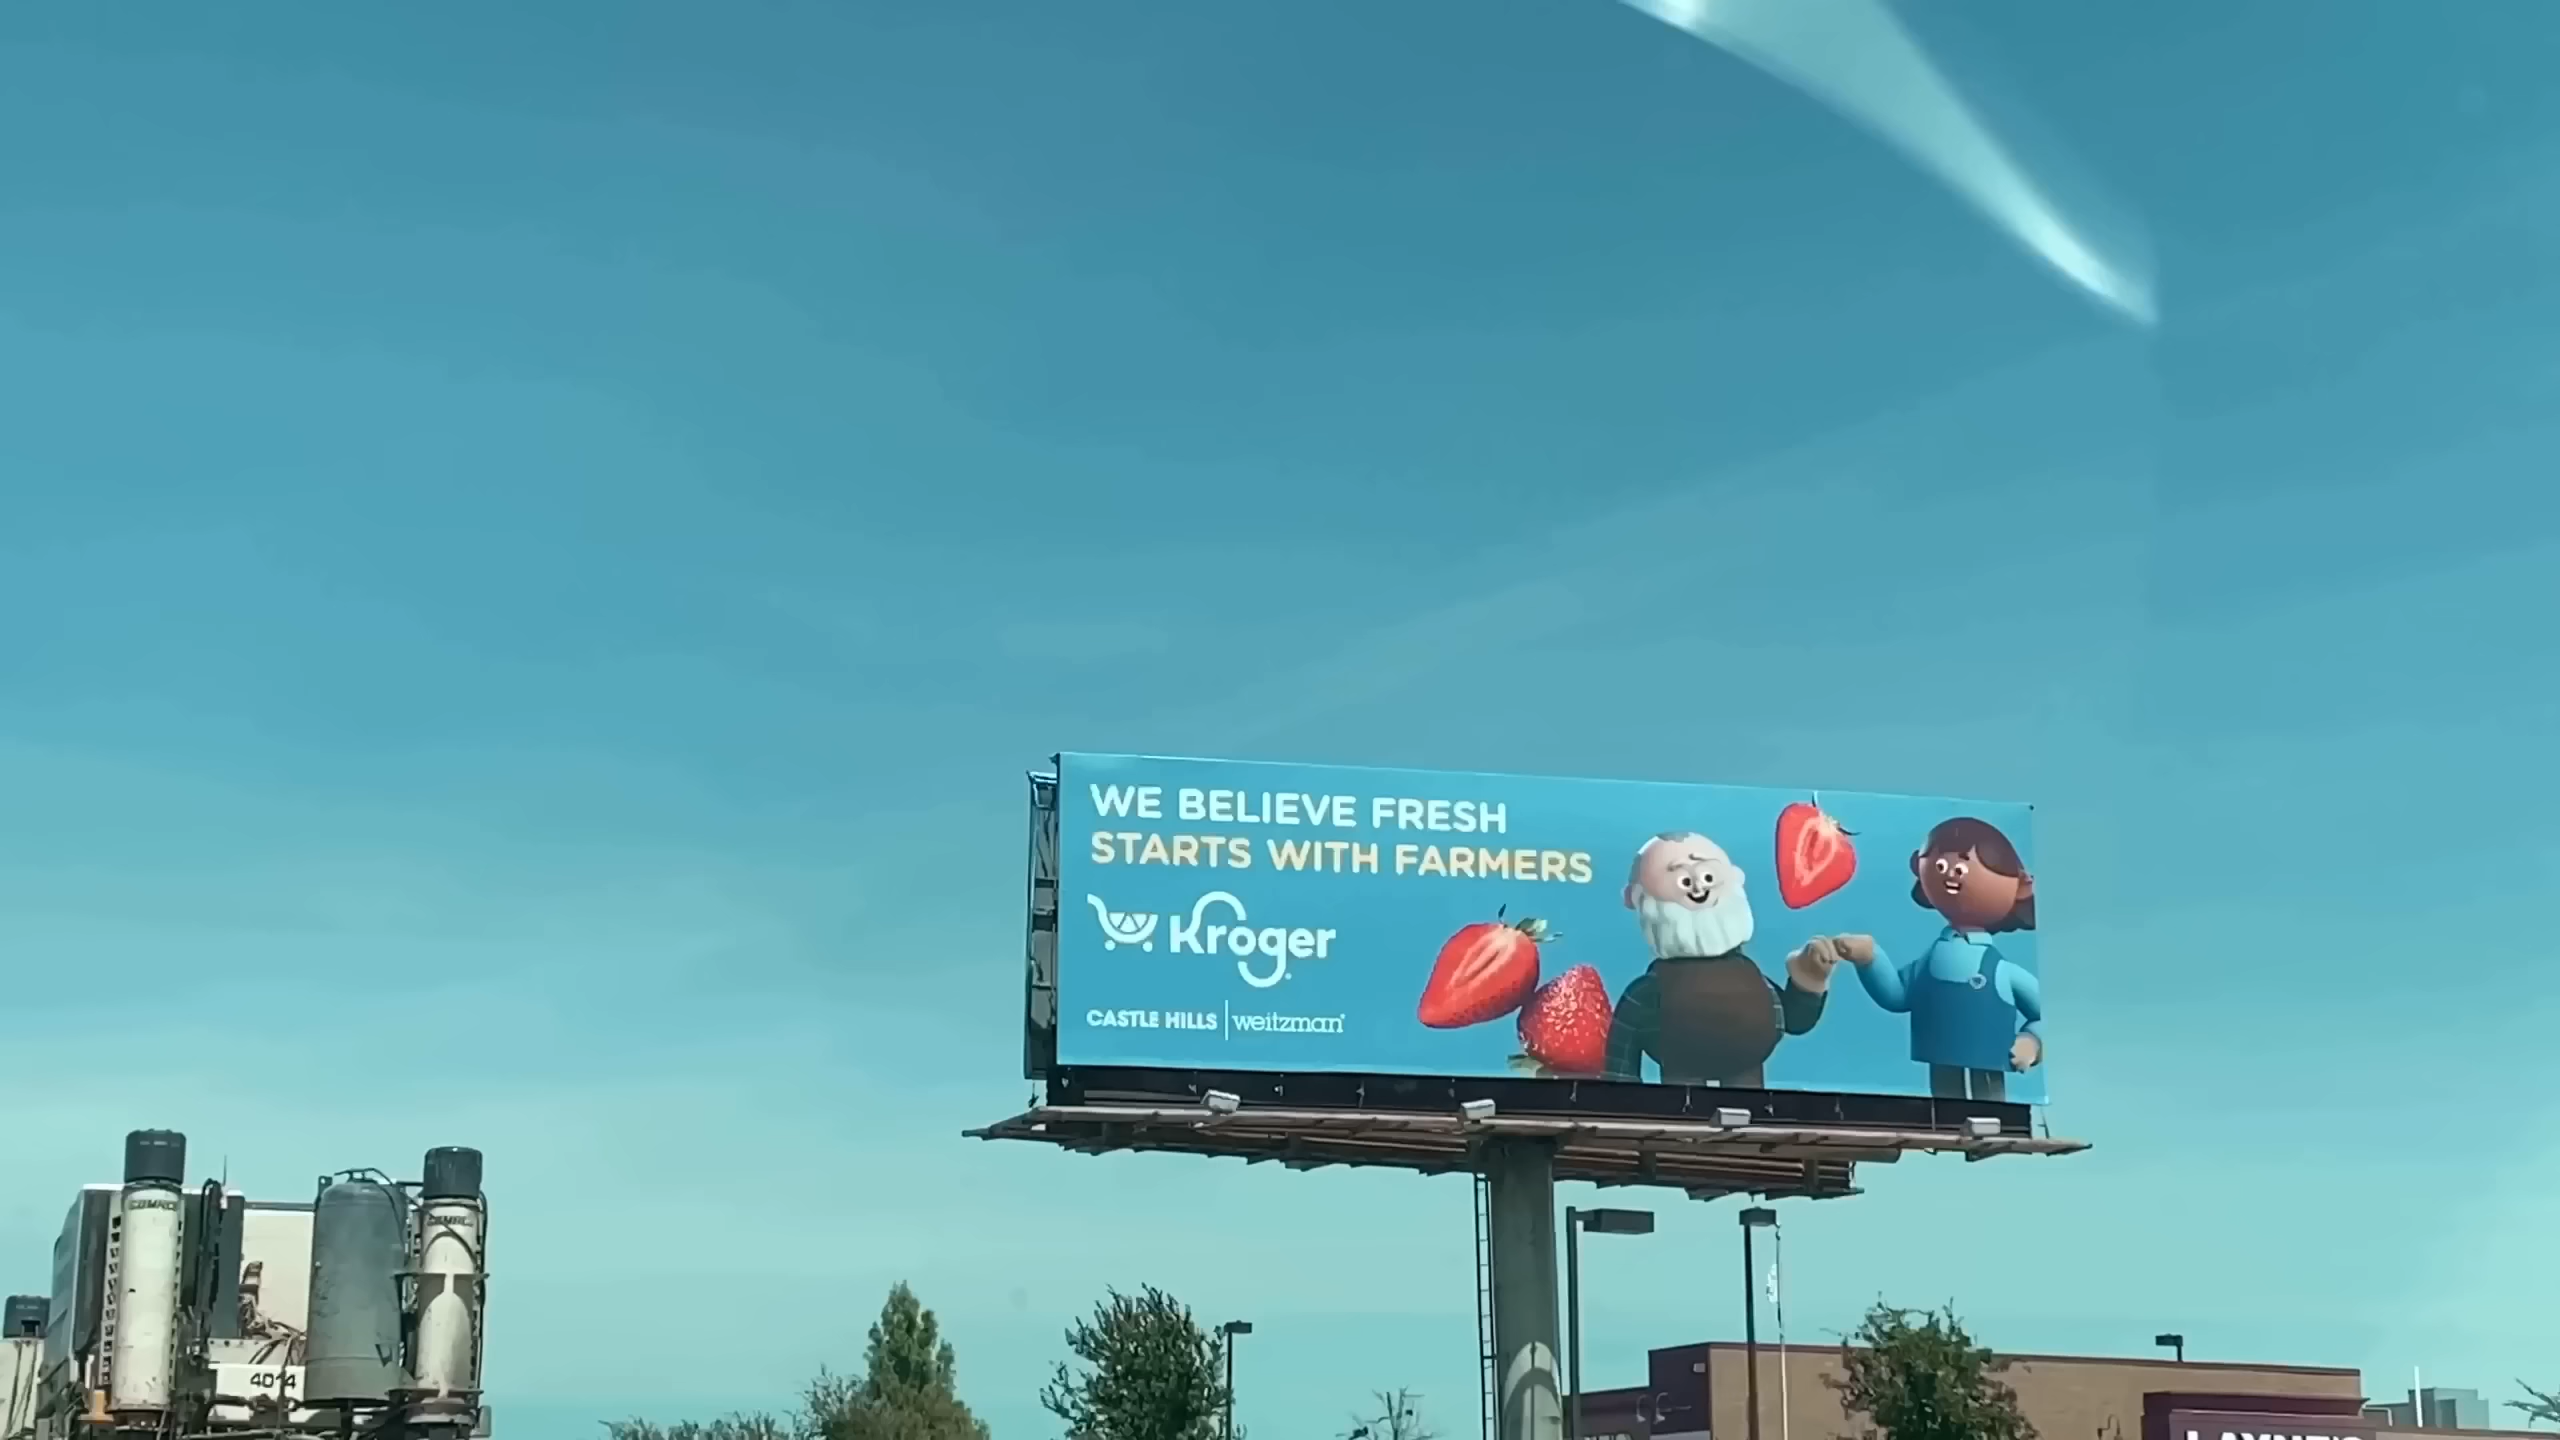 WE BELIEVE FRESH
STARTS WITH FARMERS
Kroger
CASTLE HILLS | weitzman
4014